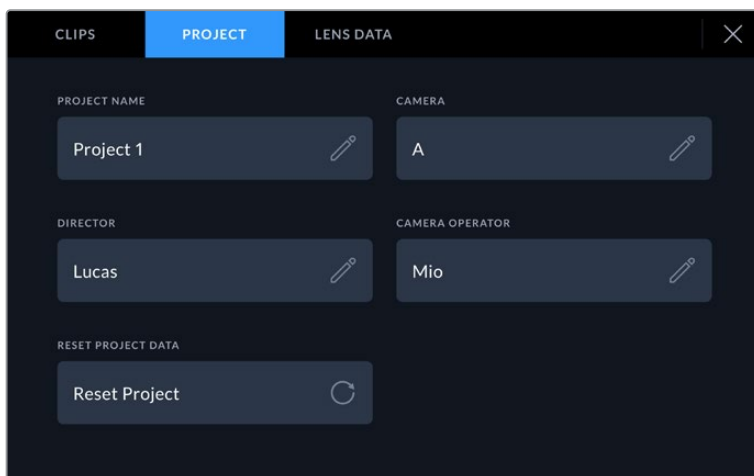 CLIPS PROJECT LENS DATA
PROJECT NAME CAMERA
Project 1 A
DIRECTOR CAMERA OPERATOR
Lucas Mio
RESET PROJECT DATA
Reset Project